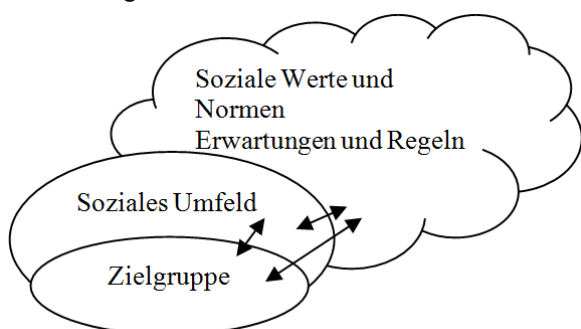 Soziale Werte und
Normen
Erwartungen und Regeln
Soziales Umfeld
Zielgruppe